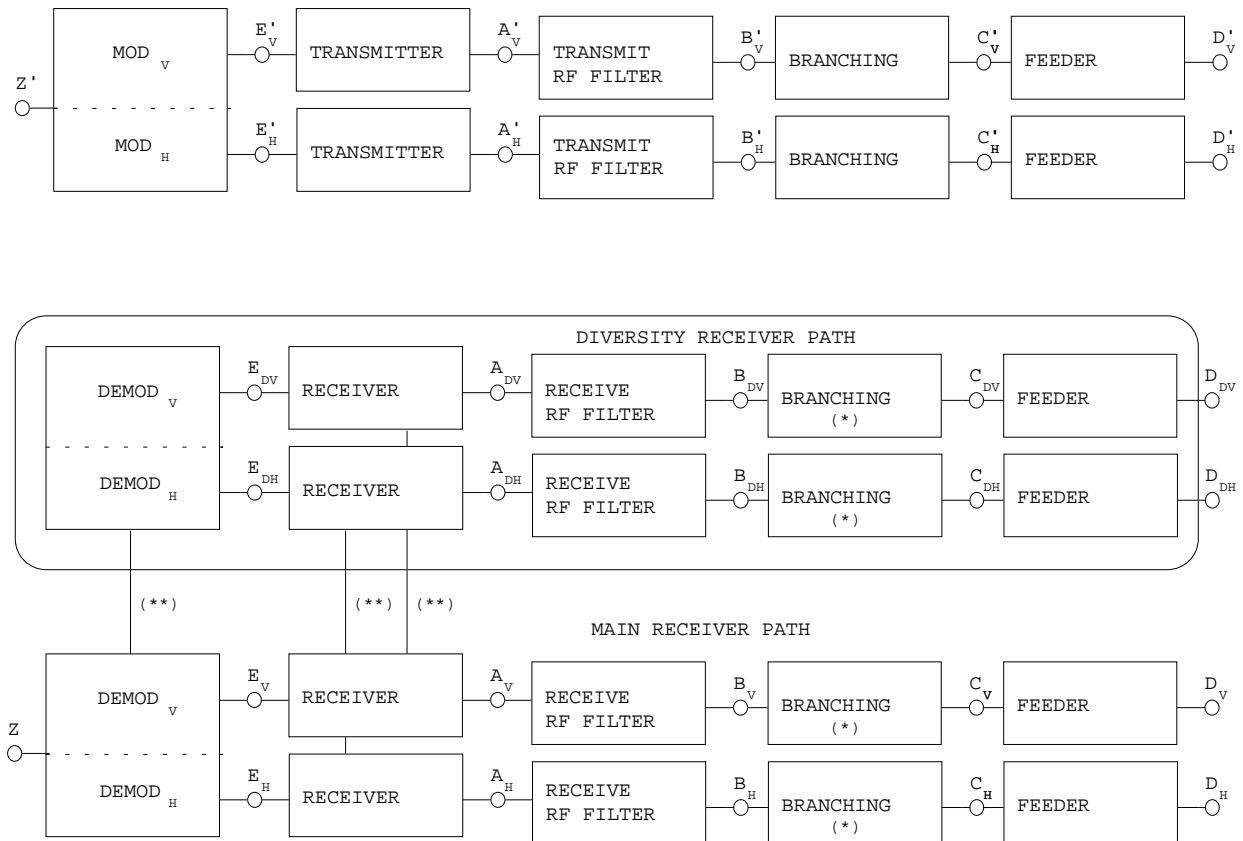 E'V A'V B'V C'V D'V
MOD V TRANSMITTER TRANSMIT RF FILTER BRANCHING FEEDER
Z'
E'H A'H B'H C'H D'H
MOD H TRANSMITTER TRANSMIT RF FILTER BRANCHING FEEDER
DIVERSITY RECEIVER PATH
EDV ADV BDV CDV DDV
DEMOD V RECEIVER RECEIVE RF FILTER BRANCHING (*) FEEDER
EDH ADH BDH CDH DDH
DEMOD H RECEIVER RECEIVE RF FILTER BRANCHING (*) FEEDER
(**) (**) (**)
MAIN RECEIVER PATH
EV AV BV CV DV
DEMOD V RECEIVER RECEIVE RF FILTER BRANCHING (*) FEEDER
Z
EH AH BH CH DH
DEMOD H RECEIVER RECEIVE RF FILTER BRANCHING (*) FEEDER